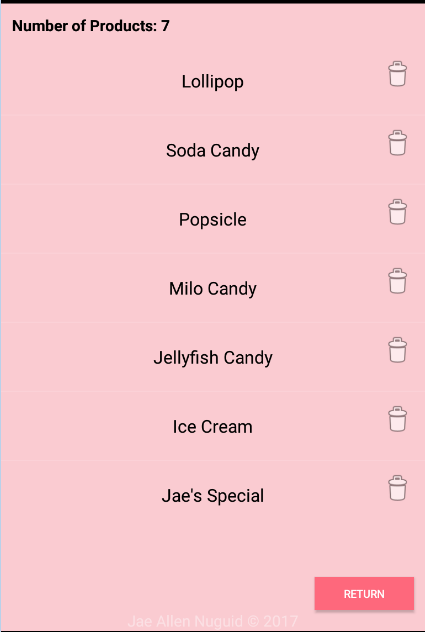 Number of Products: 7
Lollipop
Soda Candy
Popsicle
Milo Candy
Jellyfish Candy
Ice Cream
Jae's Special
RETURN
Jae Allen Nuguid © 2017